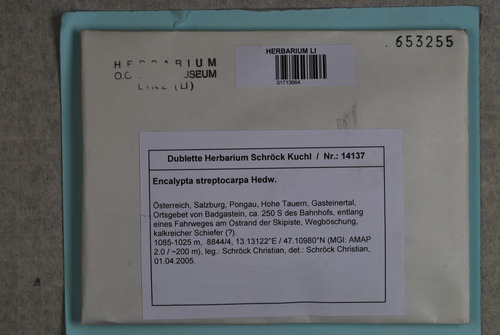 HERBARIUM
MUSEUM
LINZ (LI)
HERBARIUM LI
01713664
653255
Dublette Herbarium Schröck Kuchl / Nr.: 14137
Encalypta streptocarpa Hedw.
Österreich, Salzburg, Pongau, Hohe Tauern, Gasteinertal,
Ortsgebet von Badgastein, ca. 250 S des Bahnhofs, entlang
eines Fahrweges am Ostrand der Skipiste, Wegböschung,
kalkreicher Schiefer (?).
1085-1025 m, 8844/4, 13.13122°E / 47.10980°N (MGI: AMAP
2.0 / ~200 m), leg.: Schröck Christian, det.: Schröck Christian,
01.04.2005.